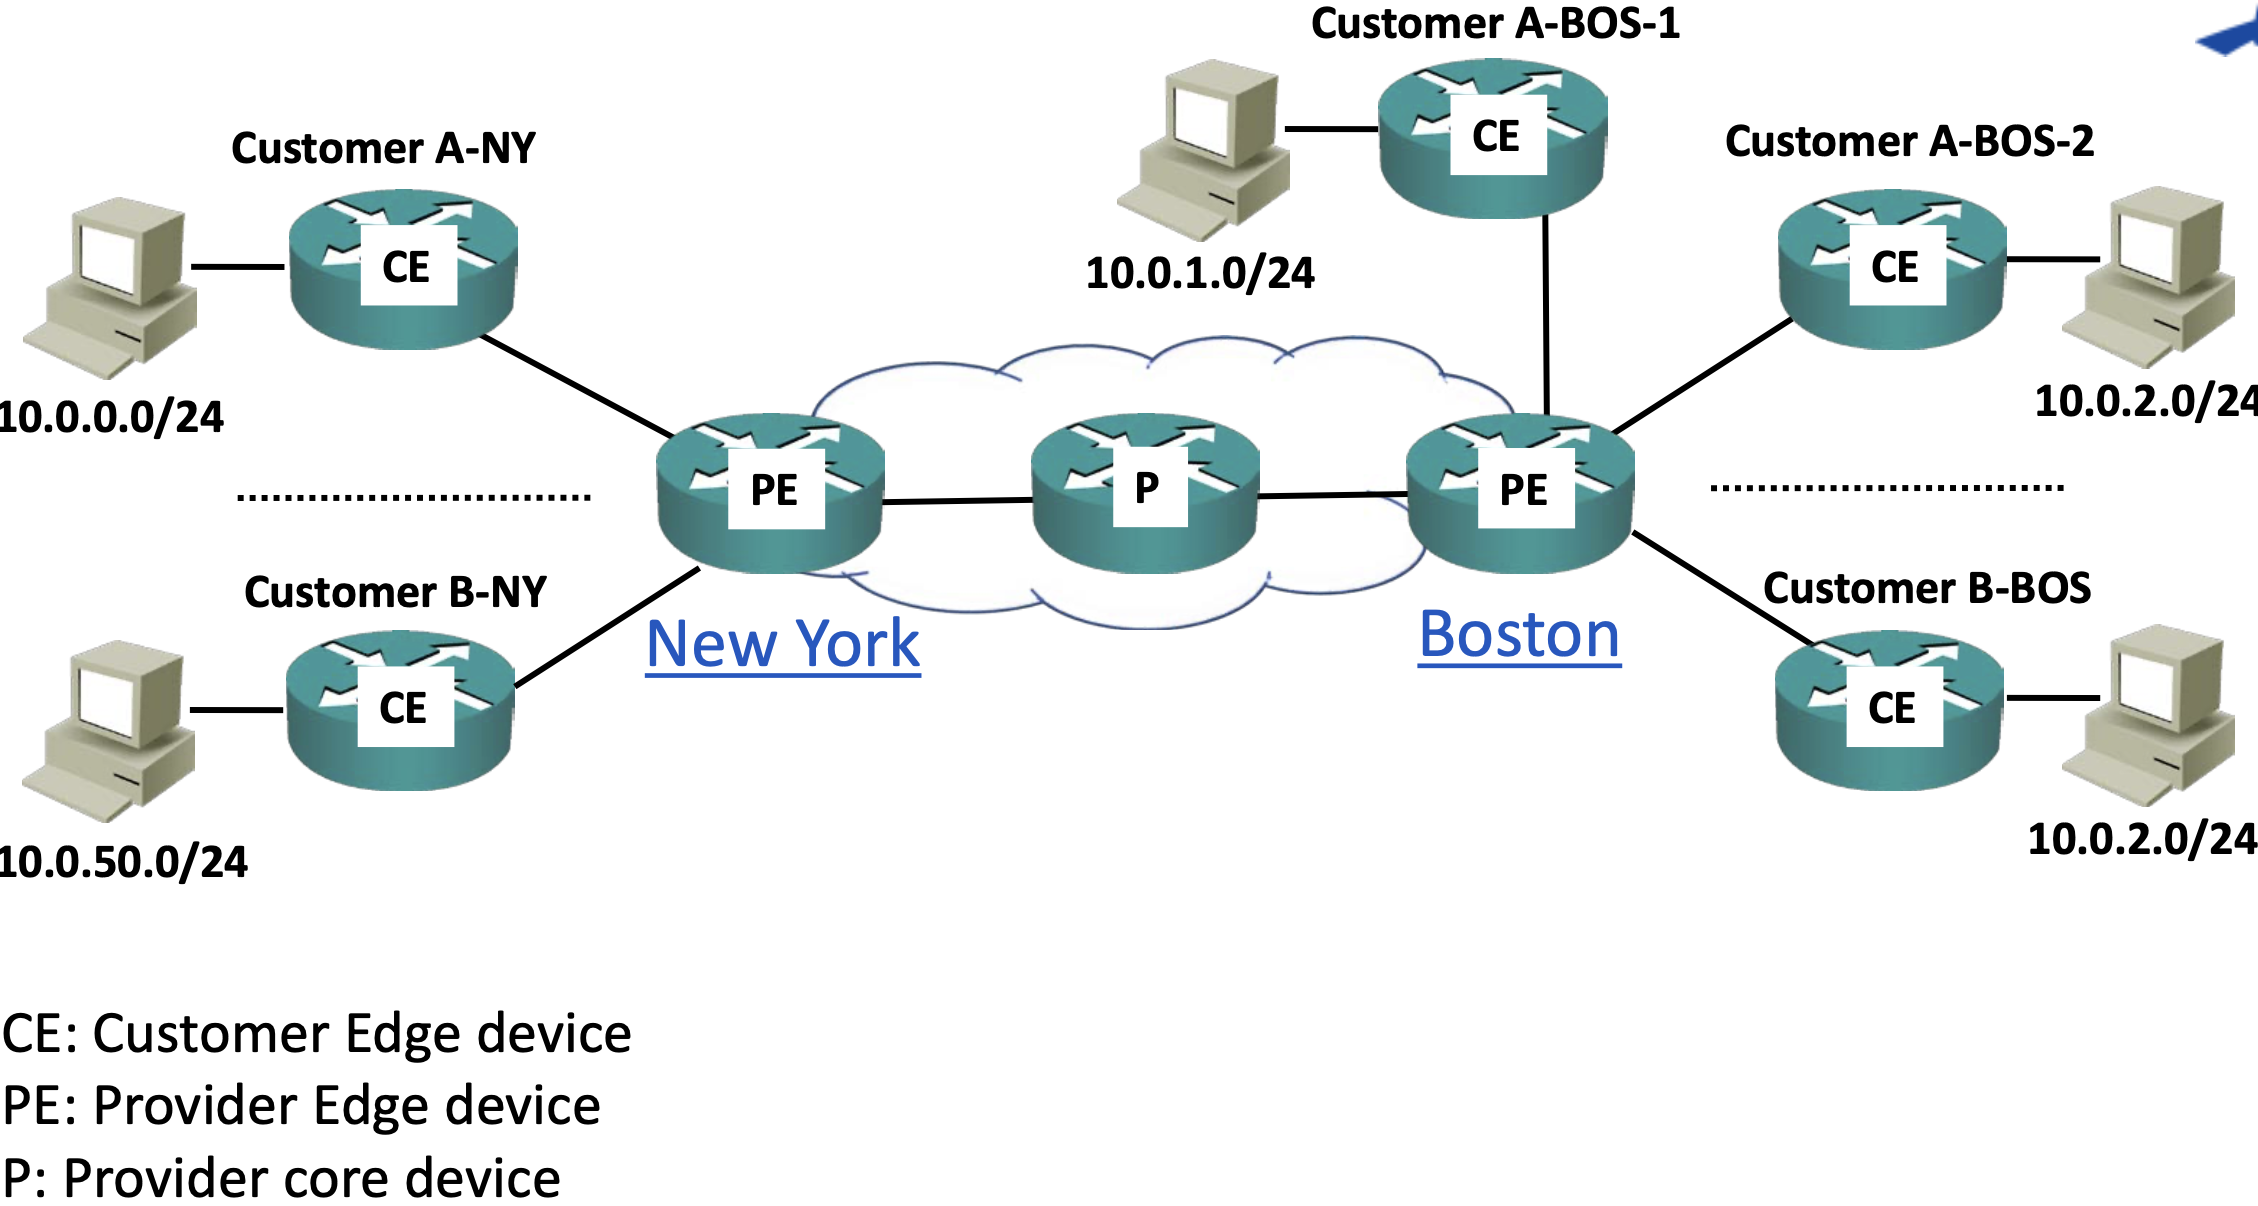 Customer A-BOS-1
CE
10.0.1.0/24
Customer A-NY
CE
10.0.0.0/24
Customer A-BOS-2
CE
10.0.2.0/24
PE
P
PE
New York
Boston
Customer B-NY
CE
10.0.50.0/24
Customer B-BOS
CE
10.0.2.0/24
CE: Customer Edge device
PE: Provider Edge device
P: Provider core device